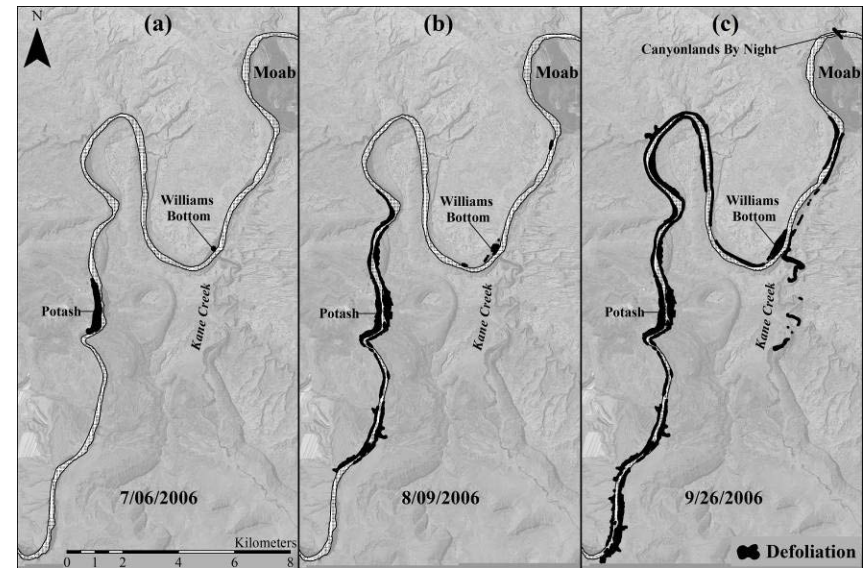 (a)
N
Moab
Williams
Bottom
Potash
Kane Creek
7/06/2006
Kilometers
0 1 2 4 6 8
(b)
Moab
Williams
Bottom
Potash
Kane Creek
8/09/2006
(c)
Canyonlands By Night
Moab
Williams
Bottom
Potash
Kane Creek
9/26/2006
Defoliation